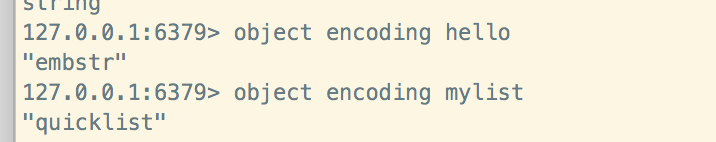 string
127.0.0.1:6379> object encoding hello
"embstr"
127.0.0.1:6379> object encoding mylist
"quicklist"